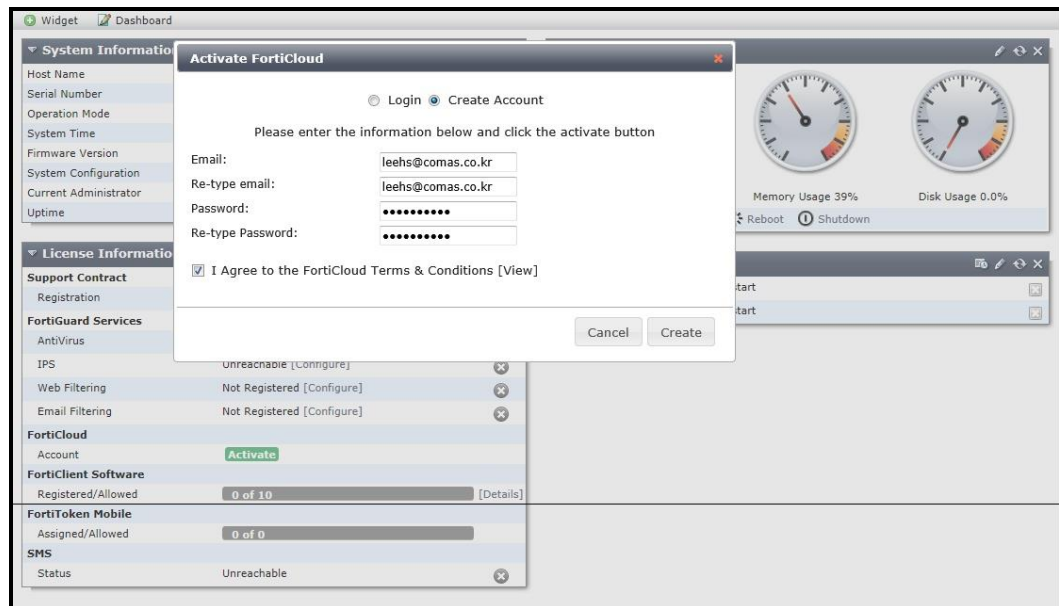 Widget Dashboard
System Informatio
Host Name
Serial Number
Operation Mode
System Time
Firmware Version
System Configuration
Current Administrator
Uptime
Activate FortiCloud
Login Create Account
Please enter the information below and click the activate button
Email: leehs@comas.co.kr
Re-type email: leehs@comas.co.kr
Password: ••••••••••
Re-type Password: ••••••••••
I Agree to the FortiCloud Terms & Conditions [View]
Cancel Create
Memory Usage 39% Disk Usage 0.0%
Reboot Shutdown
License Informatio
Support Contract
Registration
FortiGuard Services
AntiVirus
IPS Unreachable [Configure]
Web Filtering Not Registered [Configure]
Email Filtering Not Registered [Configure]
FortiCloud
Account Activate
FortiClient Software
Registered/Allowed 0 of 10 [Details]
FortiToken Mobile
Assigned/Allowed 0 of 0
SMS
Status Unreachable
tart
tart